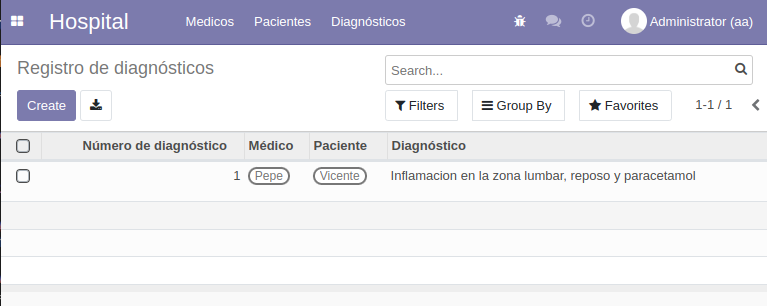 Hospital Medicos Pacientes Diagnósticos Administrator (aa)
Registro de diagnósticos Search...
Create Filters Group By Favorites 1-1 / 1
Número de diagnóstico Médico Paciente Diagnóstico
1 Pepe Vicente Inflamacion en la zona lumbar, reposo y paracetamol